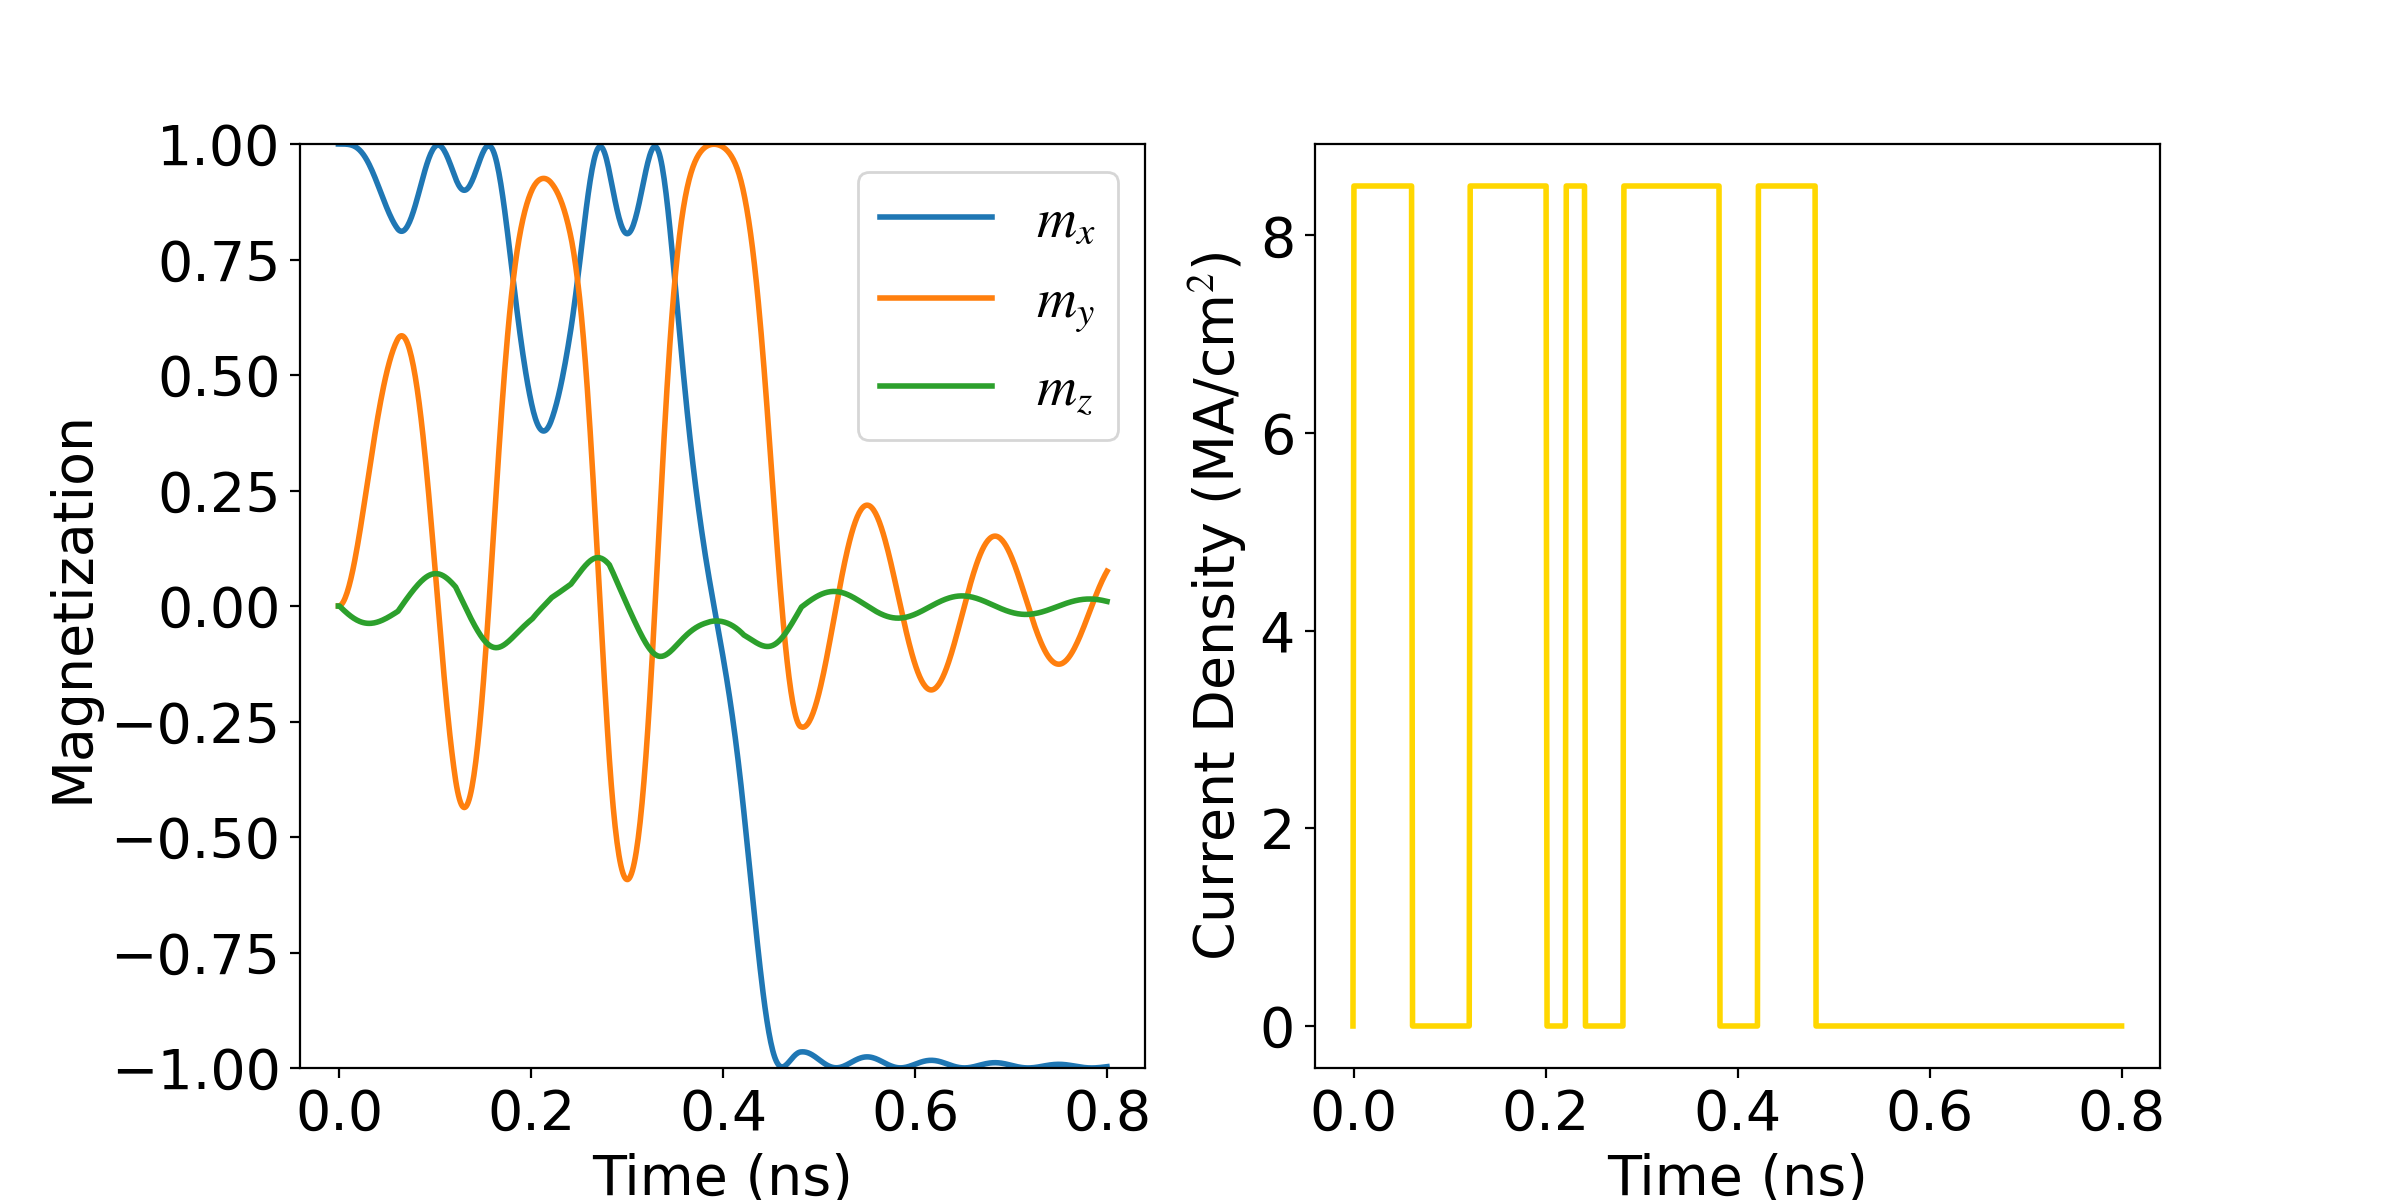 Magnetization
1.00
0.75
0.50
0.25
0.00
−0.25
−0.50
−0.75
−1.00
0.0 0.2 0.4 0.6 0.8
Time (ns)
m_x
m_y
m_z
Current Density (MA/cm²)
8
6
4
2
0
0.0 0.2 0.4 0.6 0.8
Time (ns)